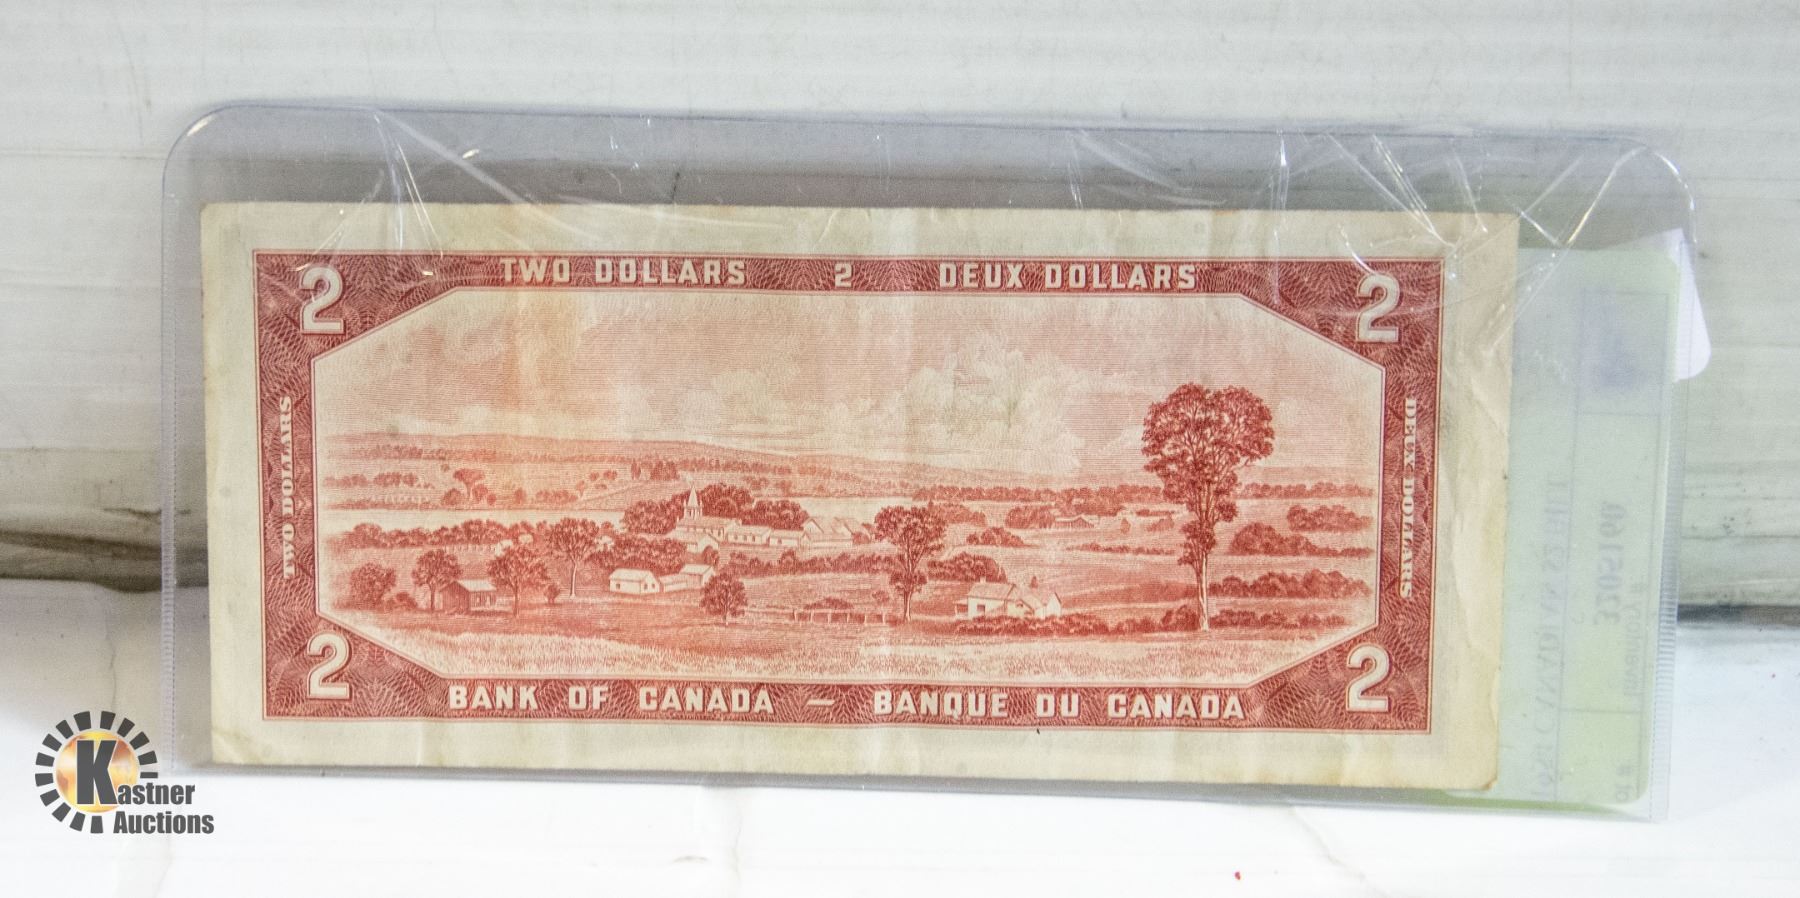 TWO DOLLARS 2 DEUX DOLLARS
2
2
TWO DOLLARS
DEUX DOLLARS
2
2
BANK OF CANADA – BANQUE DU CANADA
Kastner
Auctions